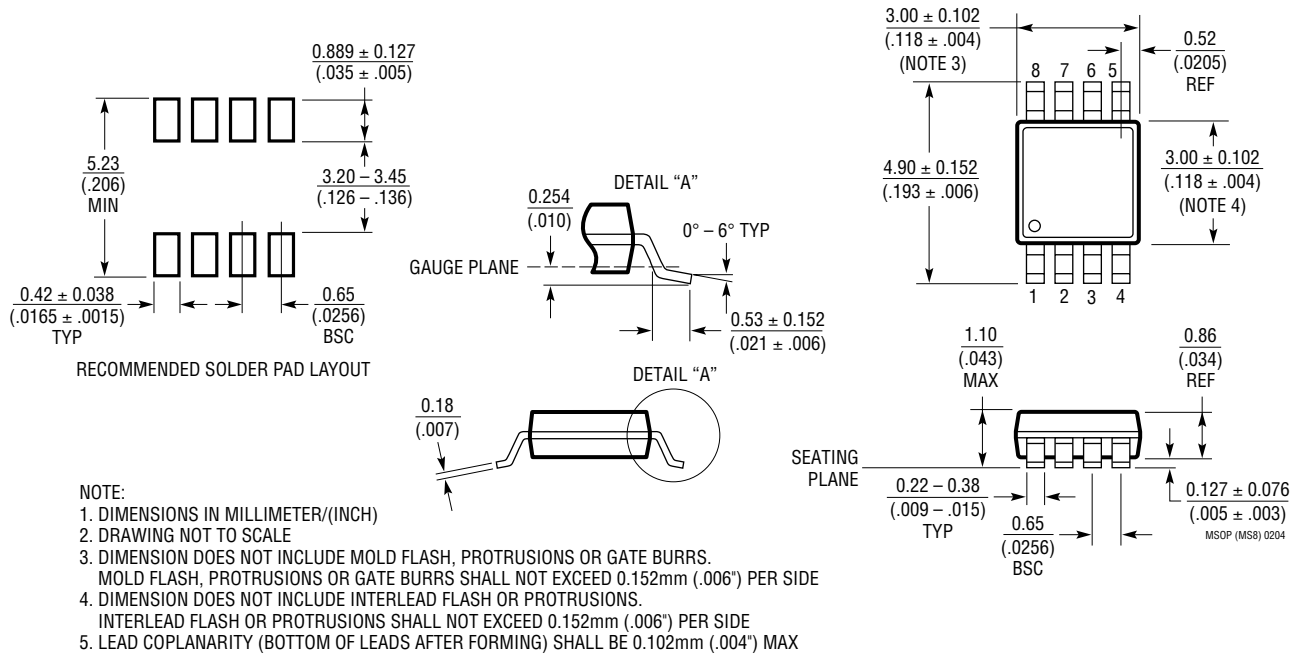 0.889 ± 0.127
(.035 ± .005)
5.23
(.206)
MIN
3.20 – 3.45
(.126 – .136)
0.42 ± 0.038
(.0165 ± .0015)
TYP
0.65
(.0256)
BSC
RECOMMENDED SOLDER PAD LAYOUT
DETAIL “A”
0.254
(.010)
0° – 6° TYP
GAUGE PLANE
0.53 ± 0.152
(.021 ± .006)
DETAIL “A”
0.18
(.007)
3.00 ± 0.102
(.118 ± .004)
(NOTE 3)
0.52
(.0205)
REF
8 7 6 5
4.90 ± 0.152
(.193 ± .006)
3.00 ± 0.102
(.118 ± .004)
(NOTE 4)
1 2 3 4
1.10
(.043)
MAX
0.86
(.034)
REF
SEATING
PLANE
0.22 – 0.38
(.009 – .015)
TYP
0.65
(.0256)
BSC
0.127 ± 0.076
(.005 ± .003)
MSOP (MS8) 0204
NOTE:
1. DIMENSIONS IN MILLIMETER/(INCH)
2. DRAWING NOT TO SCALE
3. DIMENSION DOES NOT INCLUDE MOLD FLASH, PROTRUSIONS OR GATE BURRS.
MOLD FLASH, PROTRUSIONS OR GATE BURRS SHALL NOT EXCEED 0.152mm (.006") PER SIDE
4. DIMENSION DOES NOT INCLUDE INTERLEAD FLASH OR PROTRUSIONS.
INTERLEAD FLASH OR PROTRUSIONS SHALL NOT EXCEED 0.152mm (.006") PER SIDE
5. LEAD COPLANARITY (BOTTOM OF LEADS AFTER FORMING) SHALL BE 0.102mm (.004") MAX